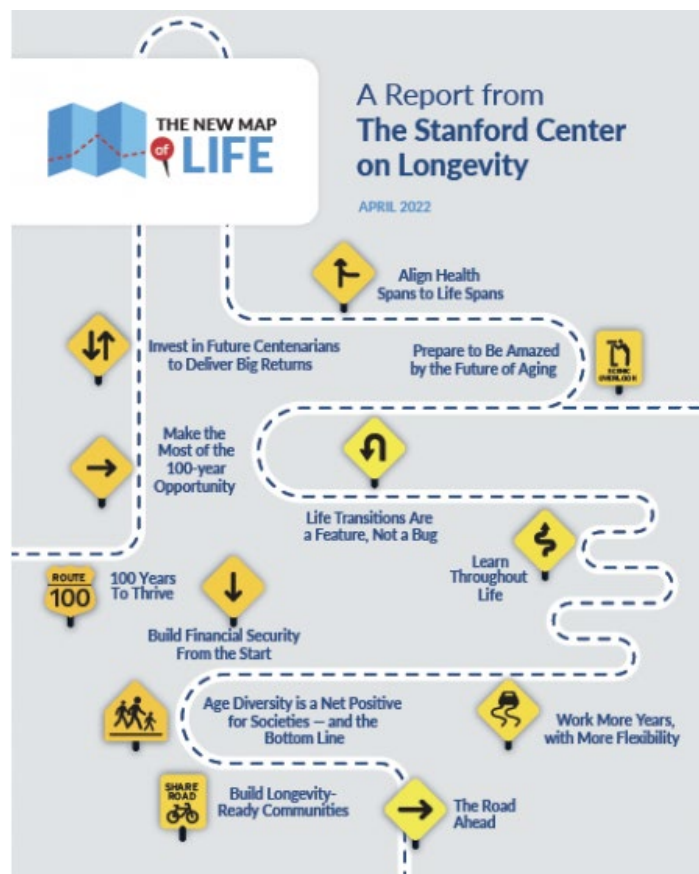 THE NEW MAP
of LIFE
A Report from
The Stanford Center
on Longevity
APRIL 2022
Align Health
Spans to Life Spans
Invest in Future Centenarians
to Deliver Big Returns
Prepare to Be Amazed
by the Future of Aging
SCENIC
OVERLOOK
Make the
Most of the
100-year
Opportunity
Life Transitions Are
a Feature, Not a Bug
Learn
Throughout
Life
ROUTE
100
100 Years
To Thrive
Build Financial Security
From the Start
Age Diversity is a Net Positive
for Societies — and the
Bottom Line
Work More Years,
with More Flexibility
SHARE
ROAD
Build Longevity-
Ready Communities
The Road
Ahead